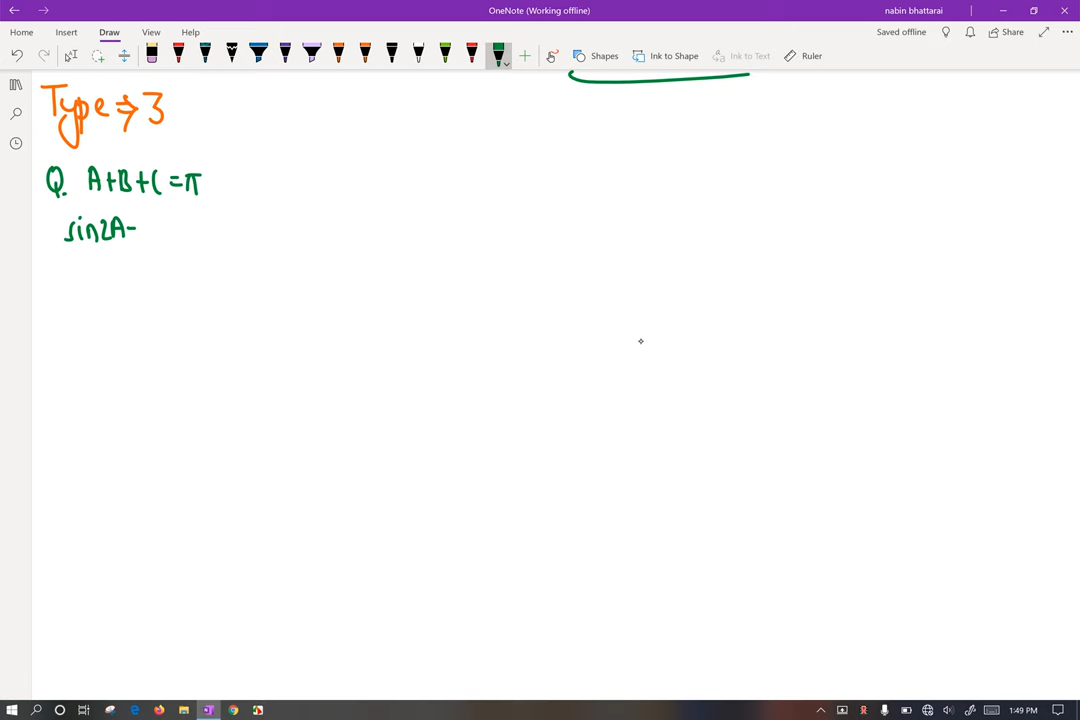 OneNote (Working offline)
nabin bhattarai
Home Insert Draw View Help
Saved offline
Share
Shapes Ink to Shape Ink to Text Ruler
Type ⇒ 3
Q. A+B+C = π
sin2A-
1:49 PM